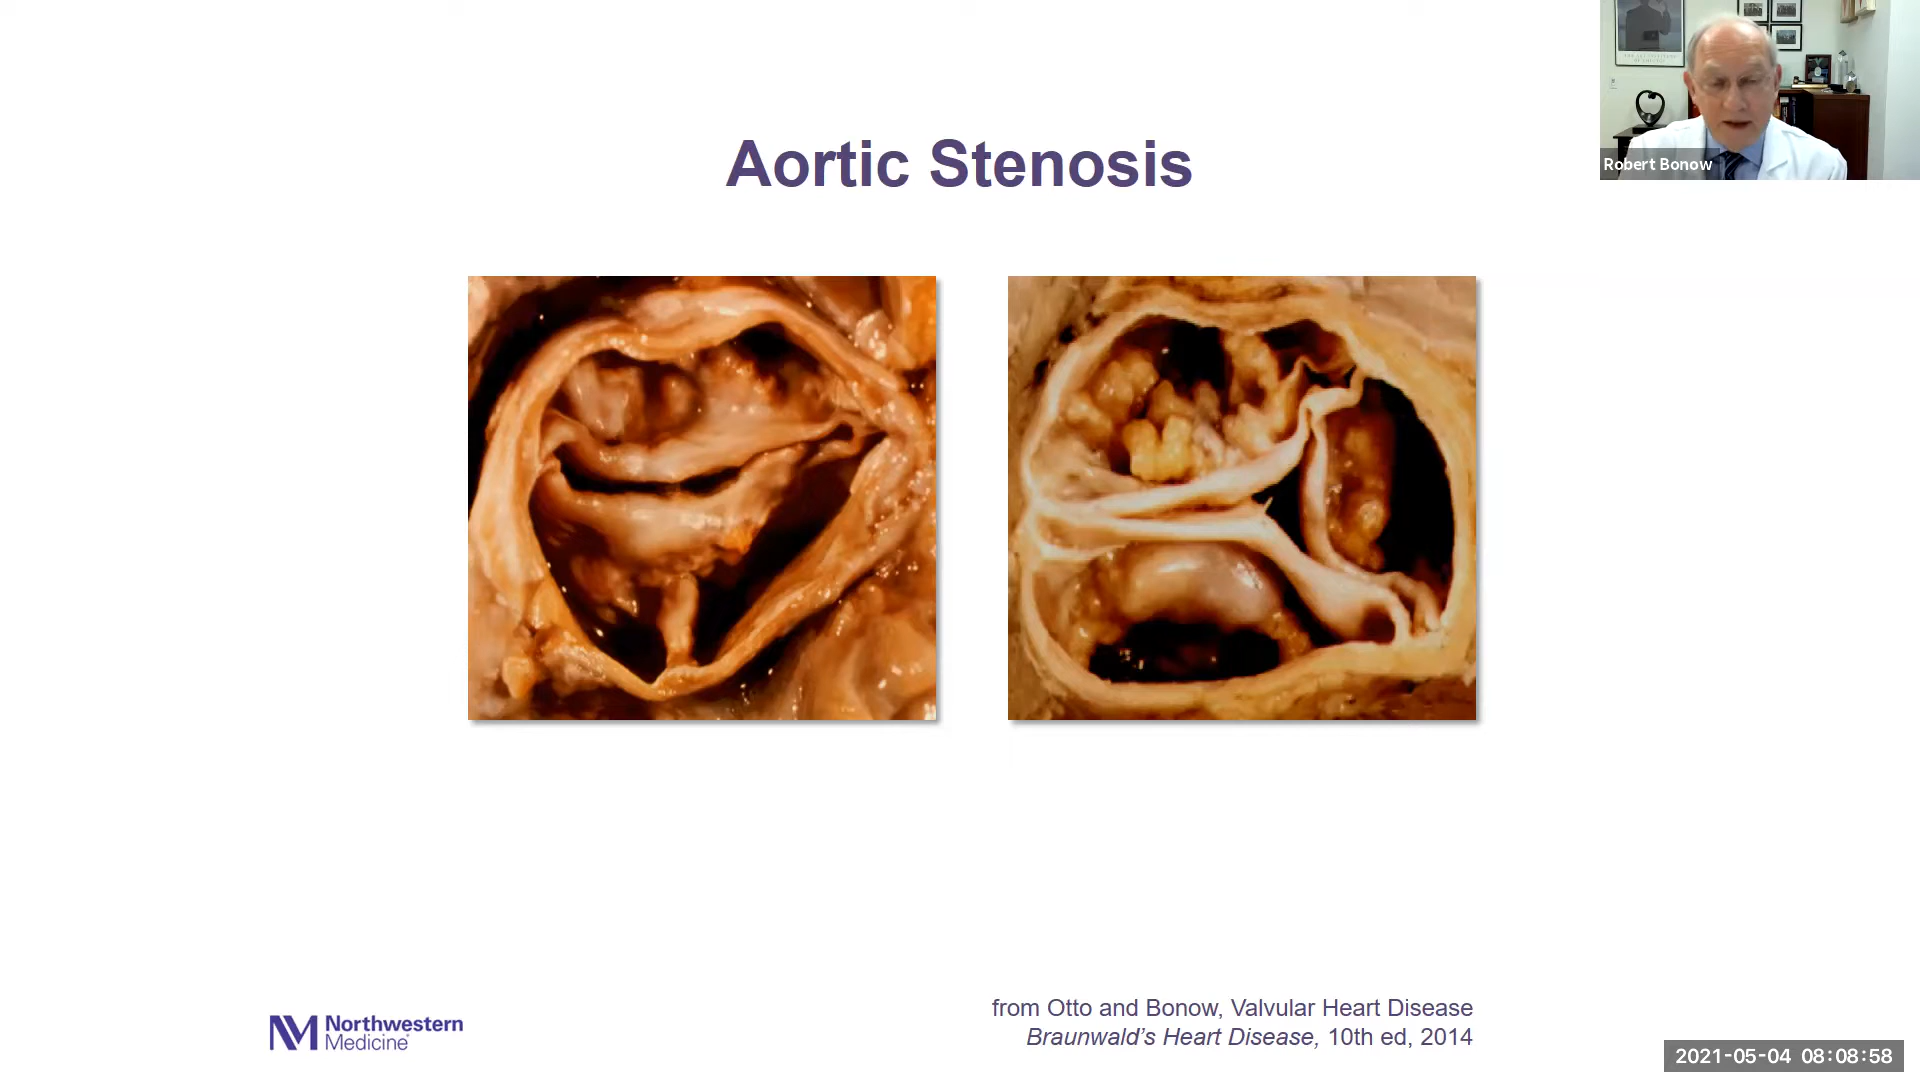 Aortic Stenosis
Robert Bonow
from Otto and Bonow, Valvular Heart Disease
Braunwald's Heart Disease, 10th ed, 2014
Northwestern
Medicine
2021-05-04 08:08:58